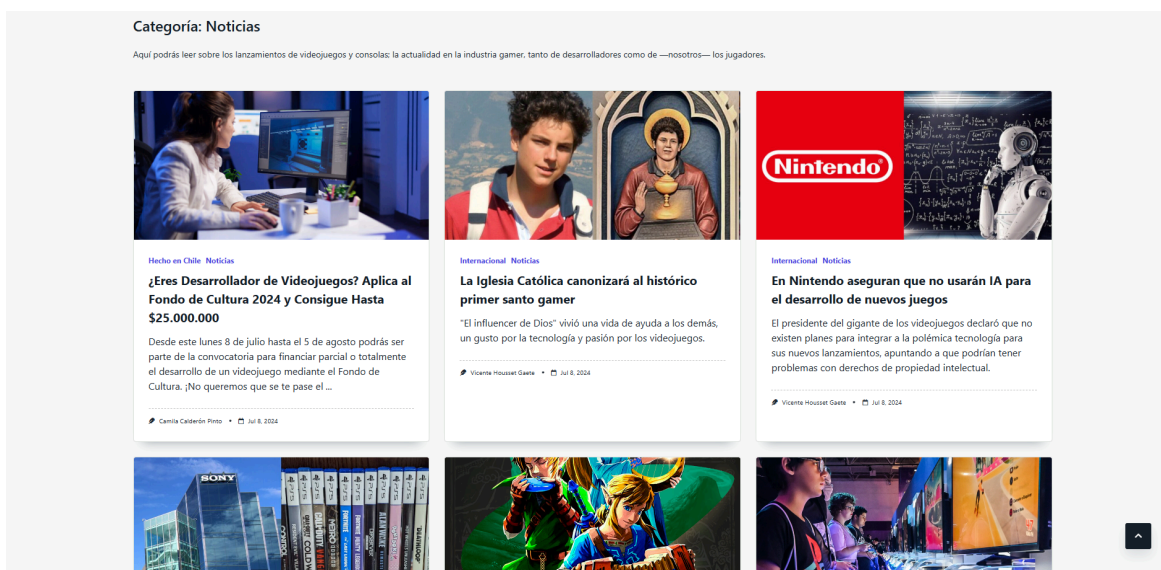 Categoría: Noticias
Aquí podrás leer sobre los lanzamientos de videojuegos y consolas; la actualidad en la industria gamer, tanto de desarrolladores como de —nosotros— los jugadores.
Nintendo
Hecho en Chile Noticias
¿Eres Desarrollador de Videojuegos? Aplica al
Fondo de Cultura 2024 y Consigue Hasta
$25.000.000
Desde este lunes 8 de julio hasta el 5 de agosto podrás ser
parte de la convocatoria para financiar parcial o totalmente
el desarrollo de un videojuego mediante el Fondo de
Cultura. ¡No queremos que se te pase el ...
Camila Calderón Pinto • Jul 8, 2024
Internacional Noticias
La Iglesia Católica canonizará al histórico
primer santo gamer
"El influencer de Dios" vivió una vida de ayuda a los demás,
un gusto por la tecnología y pasión por los videojuegos.
Vicente Housset Gaete • Jul 8, 2024
Internacional Noticias
En Nintendo aseguran que no usarán IA para
el desarrollo de nuevos juegos
El presidente del gigante de los videojuegos declaró que no
existen planes para integrar a la polémica tecnología para
sus nuevos lanzamientos, apuntando a que podrían tener
problemas con derechos de propiedad intelectual.
Vicente Housset Gaete • Jul 8, 2024
SONY
CONTROL
CALL OF DUTY
METRO
ALAN WAKE
DEATHLOOP